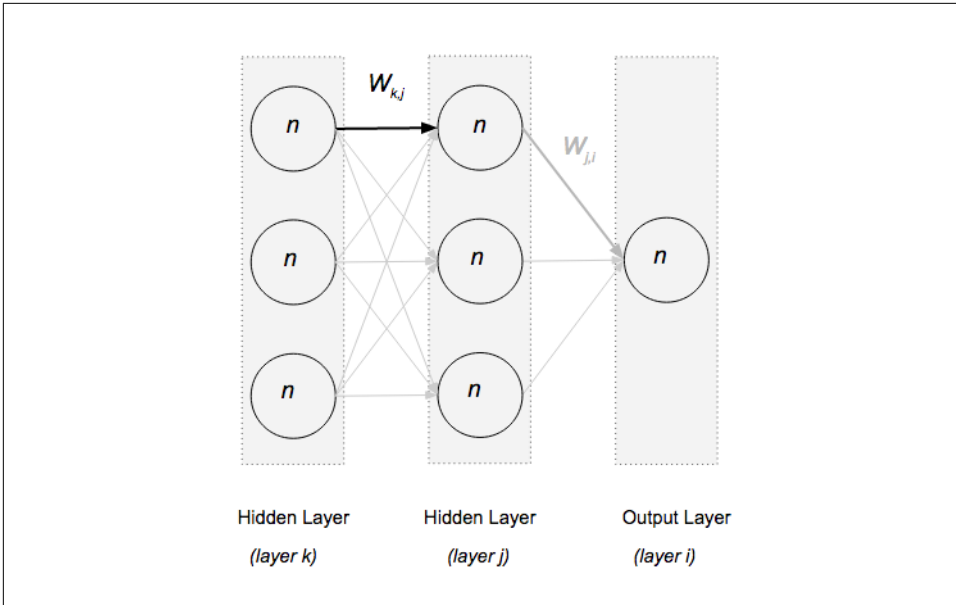 W k,j
n
n
W j,i
n
n
n
n
n
Hidden Layer
(layer k)
Hidden Layer
(layer j)
Output Layer
(layer i)